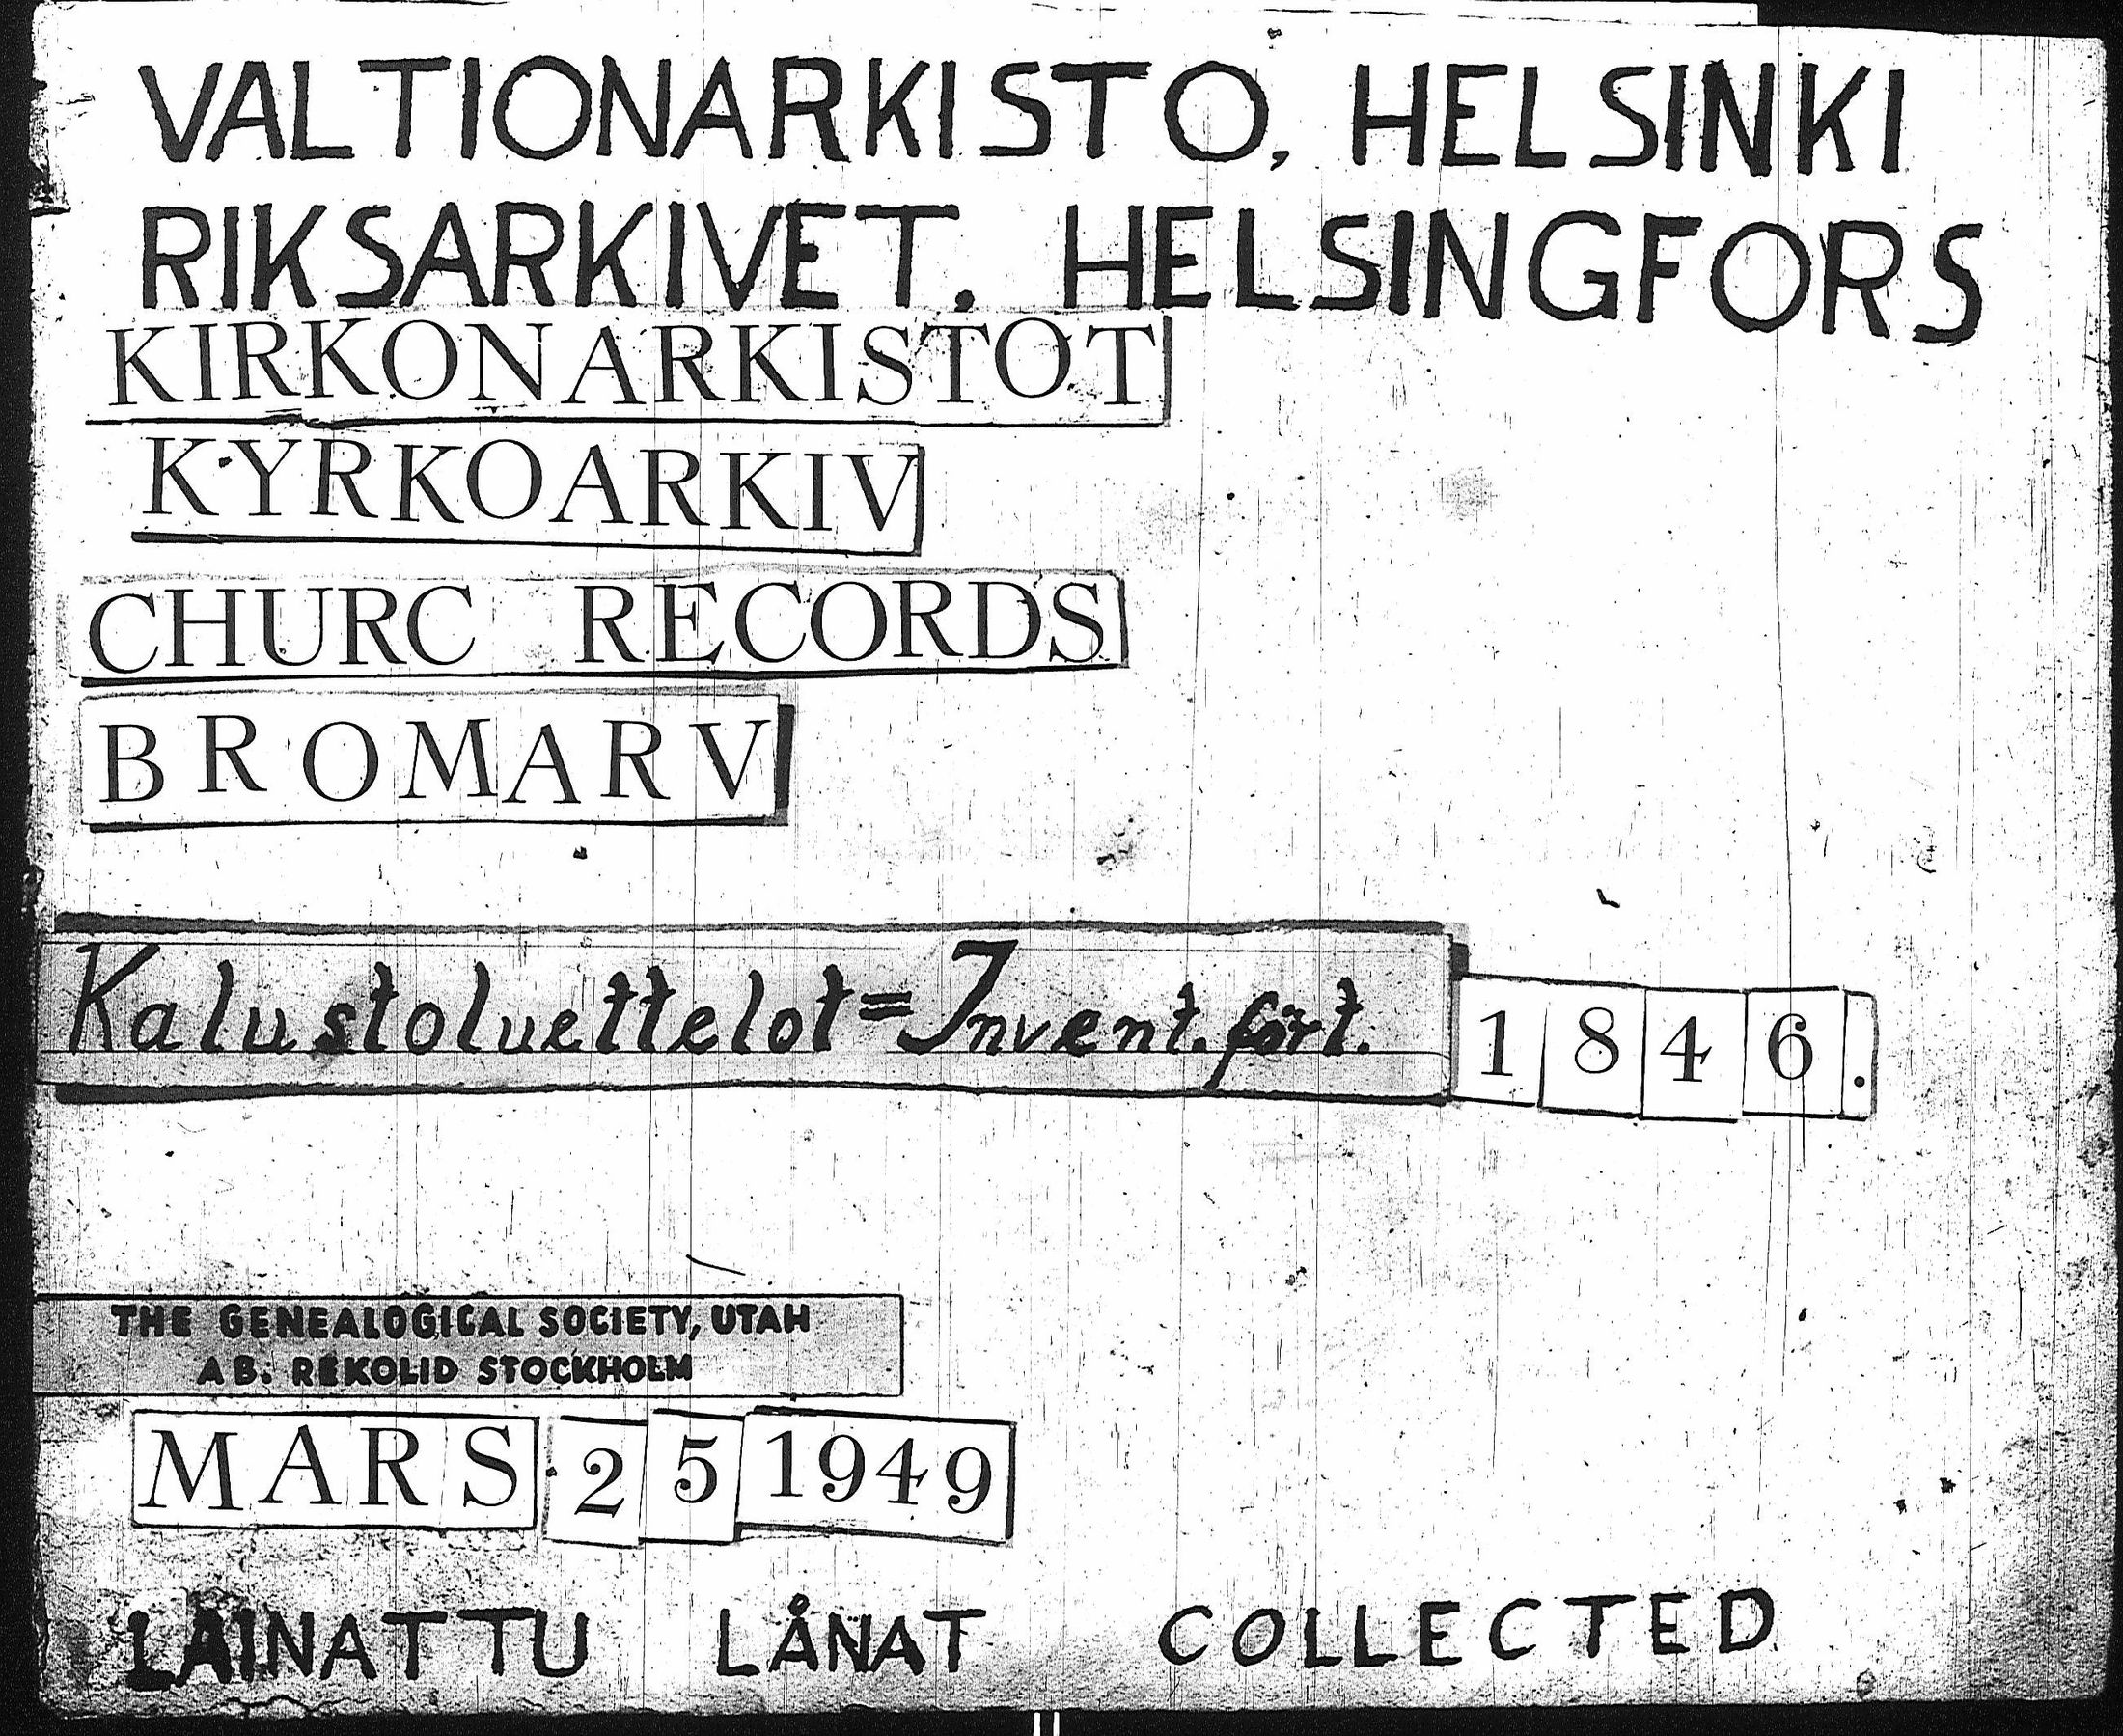 VALTIONARKISTO, HELSINKI
RIKSARKIVET. HELSINGFORS
KIRKONARKISTOT
KYRKOARKIV
CHURC RECORDS
BROMARV
Kalustoluettelot=Invent.fört. 1846.
THE GENEALOGICAL SOCIETY, UTAH
AB. REKOLID STOCKHOLM
MARS 25 1949
LAINATTU LÅNAT COLLECTED